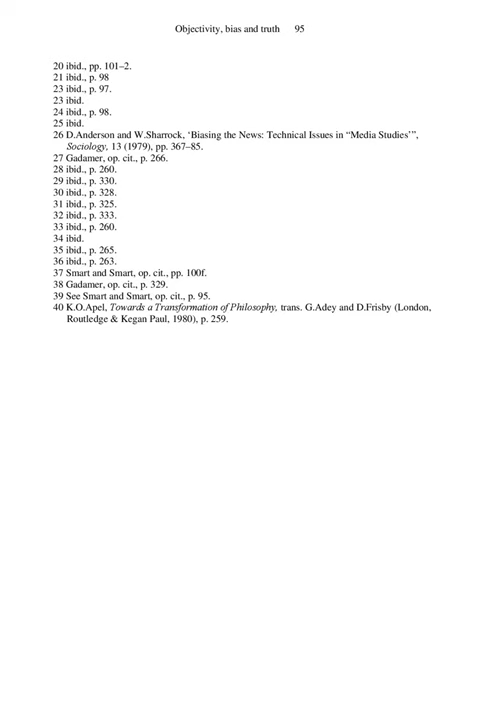 Objectivity, bias and truth 95
20 ibid., pp. 101–2.
21 ibid., p. 98
23 ibid., p. 97.
23 ibid.
24 ibid., p. 98.
25 ibid.
26 D.Anderson and W.Sharrock, ‘Biasing the News: Technical Issues in “Media Studies’”,
Sociology, 13 (1979), pp. 367–85.
27 Gadamer, op. cit., p. 266.
28 ibid., p. 260.
29 ibid., p. 330.
30 ibid., p. 328.
31 ibid., p. 325.
32 ibid., p. 333.
33 ibid., p. 260.
34 ibid.
35 ibid., p. 265.
36 ibid., p. 263.
37 Smart and Smart, op. cit., pp. 100f.
38 Gadamer, op. cit., p. 329.
39 See Smart and Smart, op. cit., p. 95.
40 K.O.Apel, Towards a Transformation of Philosophy, trans. G.Adey and D.Frisby (London,
Routledge & Kegan Paul, 1980), p. 259.